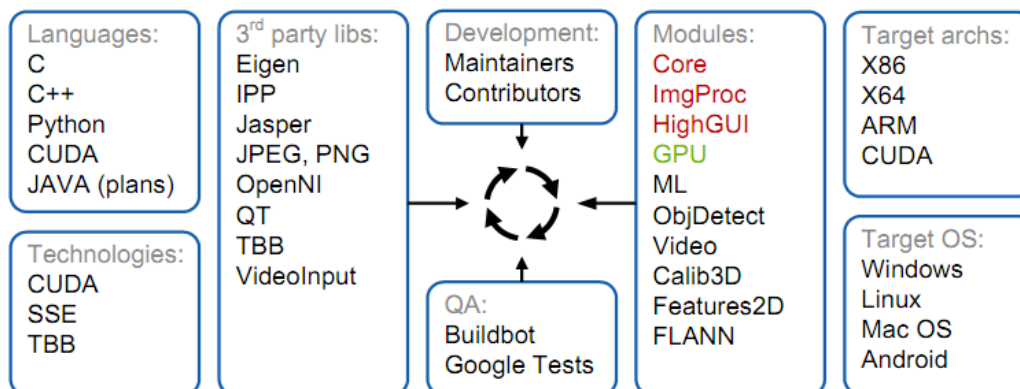 Languages:
C
C++
Python
CUDA
JAVA (plans)
Technologies:
CUDA
SSE
TBB
3rd party libs:
Eigen
IPP
Jasper
JPEG, PNG
OpenNI
QT
TBB
VideoInput
Development:
Maintainers
Contributors
QA:
Buildbot
Google Tests
Modules:
Core
ImgProc
HighGUI
GPU
ML
ObjDetect
Video
Calib3D
Features2D
FLANN
Target archs:
X86
X64
ARM
CUDA
Target OS:
Windows
Linux
Mac OS
Android